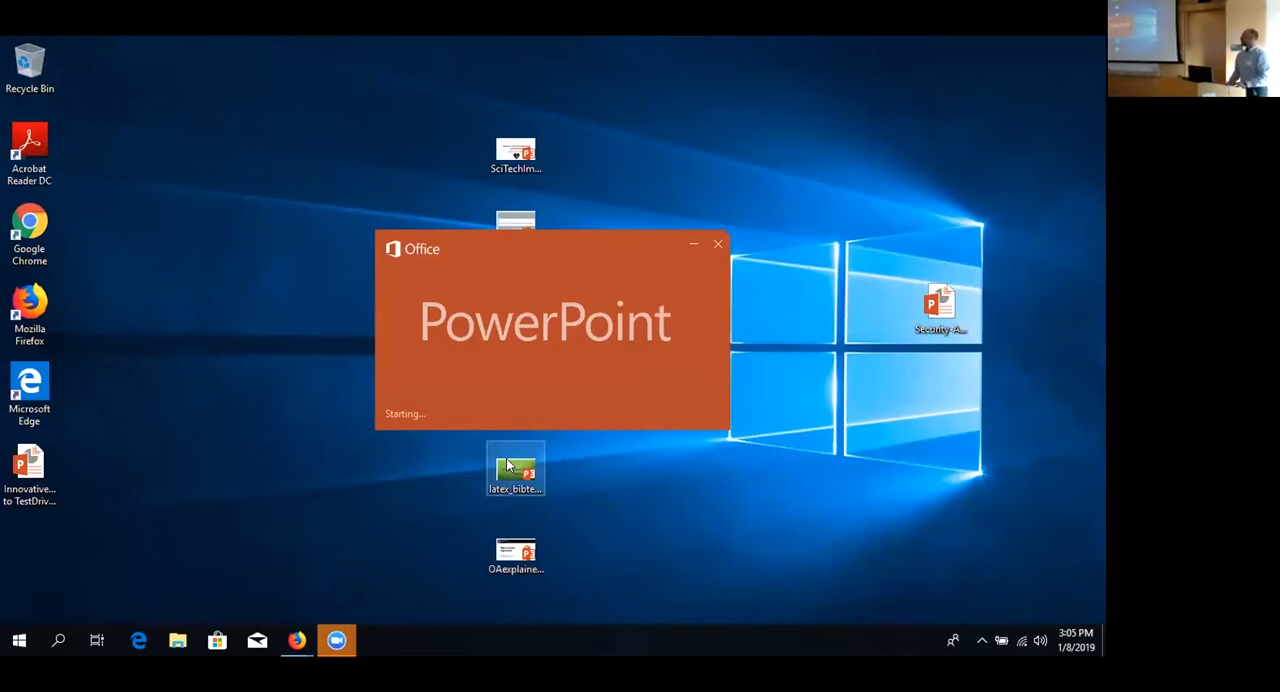 Recycle Bin
Acrobat
Reader DC
Google
Chrome
Mozilla
Firefox
Microsoft
Edge
Innovative...
to TestDriv...
SciTechIm...
Office
PowerPoint
Starting...
latex_bibte...
OAexplaine...
Security-A...
3:05 PM
1/8/2019